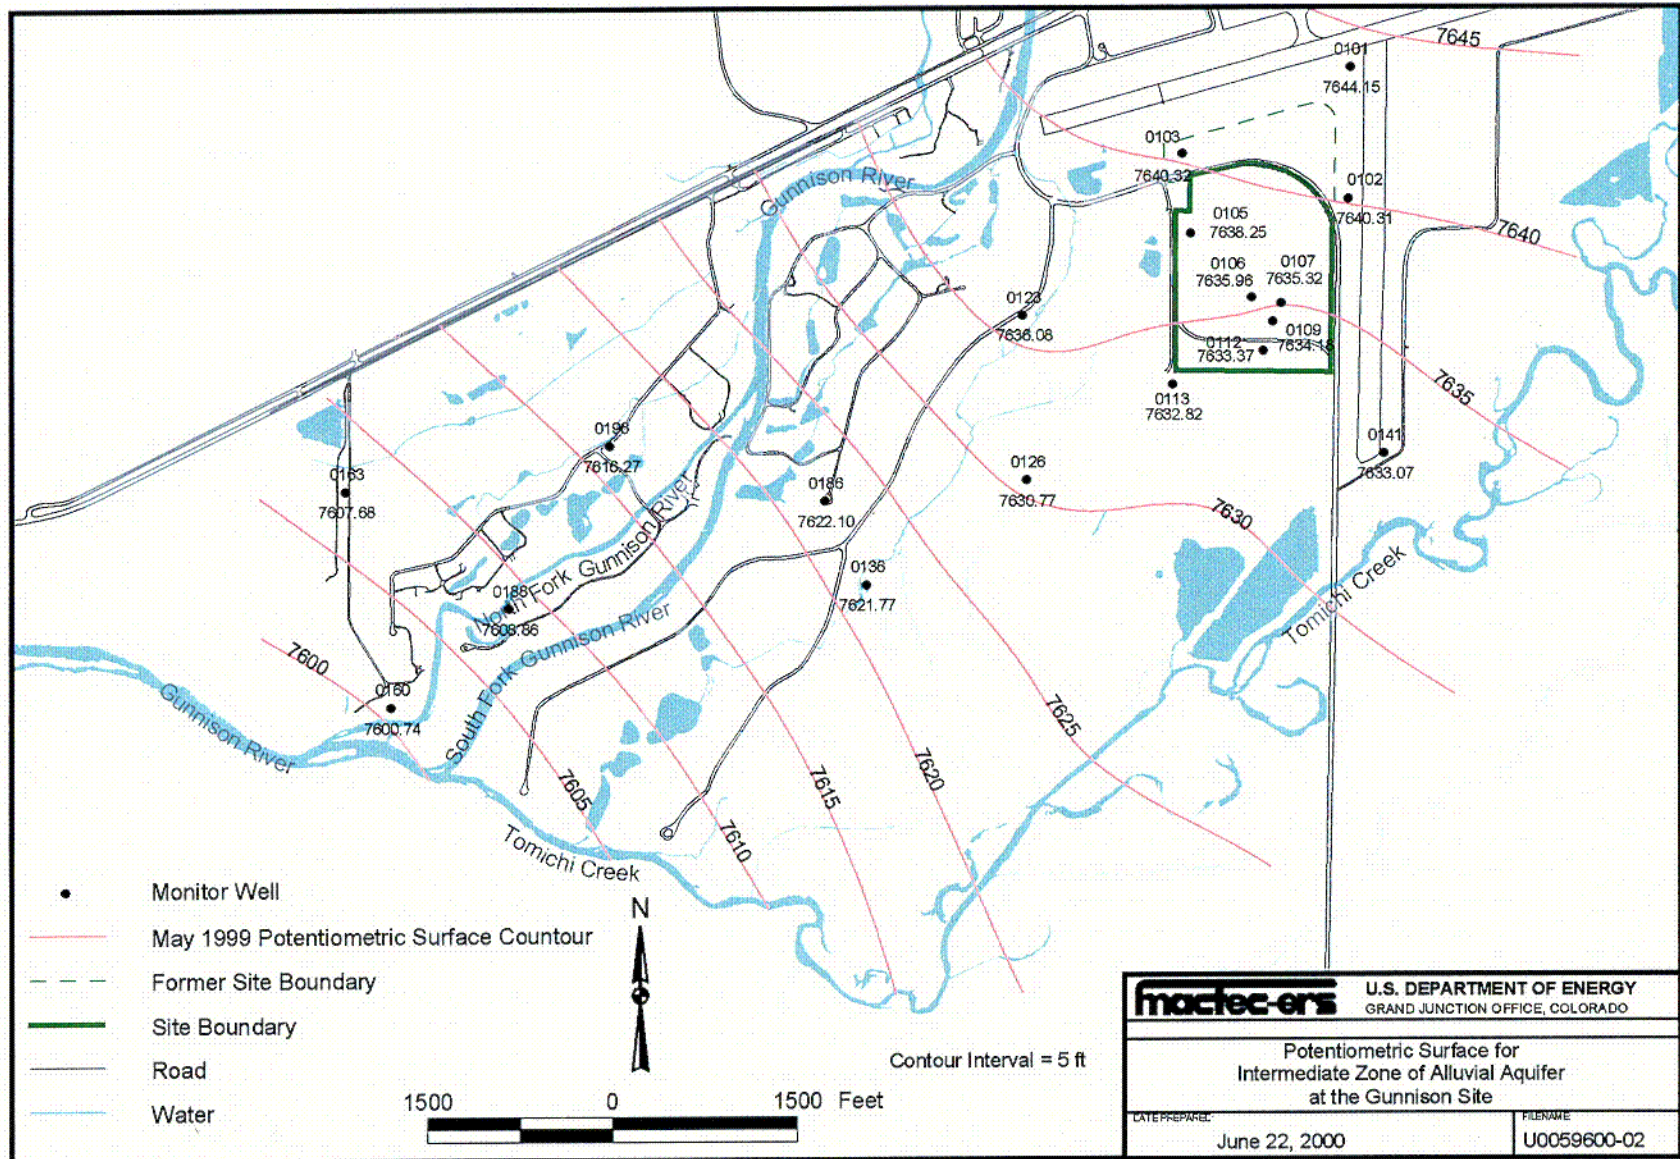 7645
0101
7644.15
0103
7640.32
0102
7640.31
7640
Gunnison River
0105
7638.25
0106
7635.96
0107
7635.32
0123
7636.08
0109
7634.18
0112
7633.37
0113
7632.82
7635
0141
7633.07
0196
7616.27
0163
7607.68
0186
7622.10
0126
7630.77
7630
0136
7621.77
0188
7608.86
North Fork Gunnison River
South Fork Gunnison River
Tomichi Creek
7600
0160
7600.74
Gunnison River
7625
7620
7615
7605
7610
Tomichi Creek
Monitor Well
May 1999 Potentiometric Surface Countour
Former Site Boundary
Site Boundary
Road
Water
N
Contour Interval = 5 ft
1500 0 1500 Feet
mactec-ers
U.S. DEPARTMENT OF ENERGY
GRAND JUNCTION OFFICE, COLORADO
Potentiometric Surface for
Intermediate Zone of Alluvial Aquifer
at the Gunnison Site
DATE PREPARED:
June 22, 2000
FILENAME:
U0059600-02